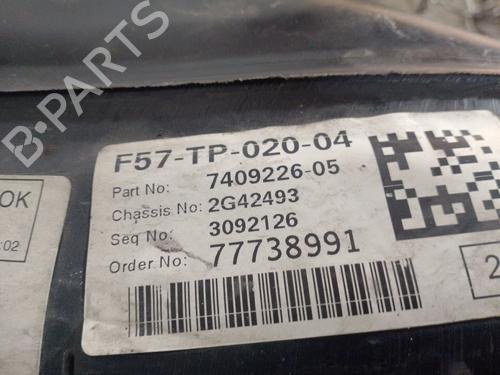 F57-TP-020-04
Part No: 7409226-05
Chassis No: 2G42493
Seq No: 3092126
Order No: 77738991
OK
:02
2
B-PARTS